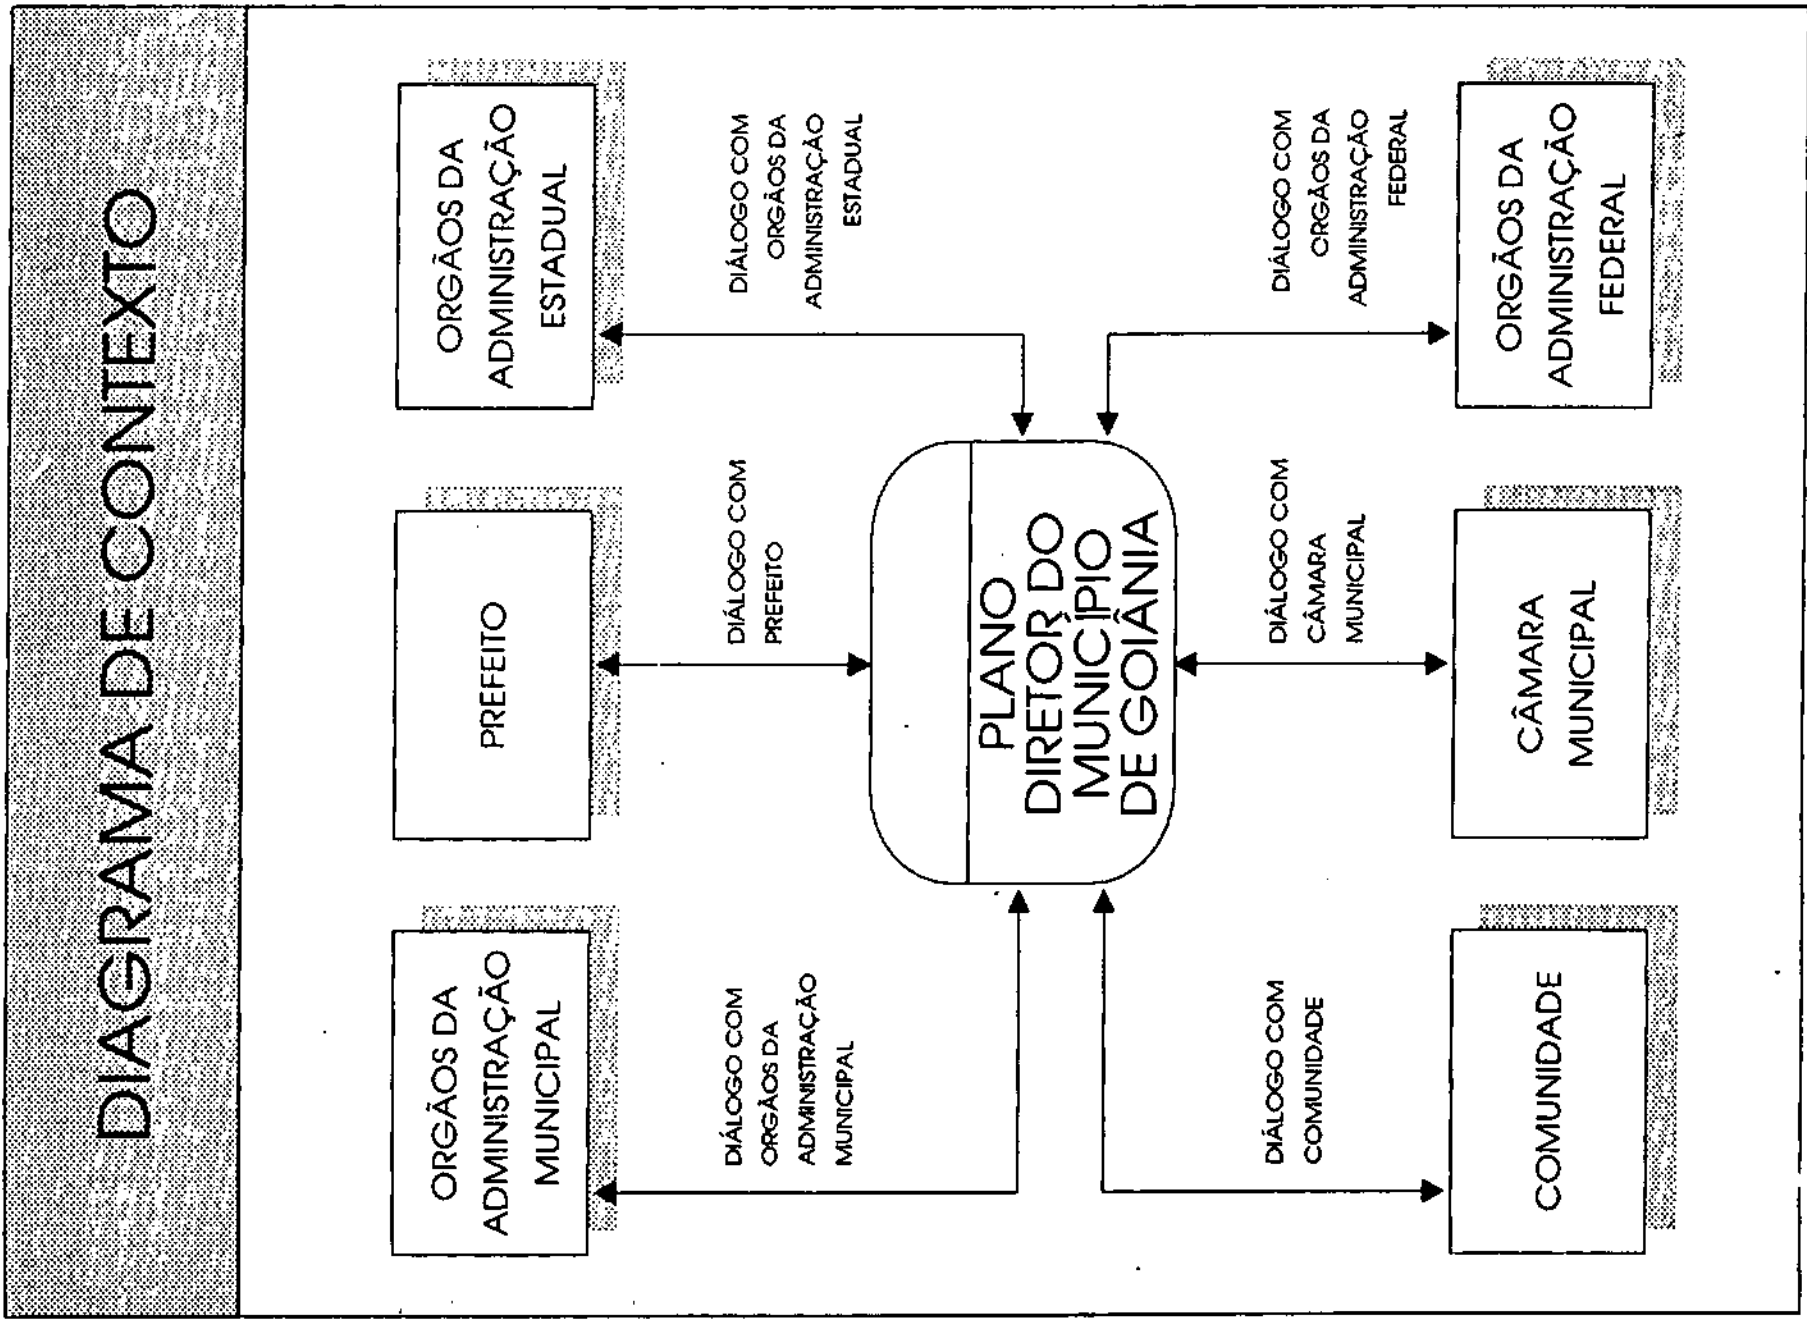 DIAGRAMA DE CONTEXTO
ORGÃOS DA
ADMINISTRAÇÃO
MUNICIPAL
PREFEITO
ORGÃOS DA
ADMINISTRAÇÃO
ESTADUAL
DIÁLOGO COM
ORGÃOS DA
ADMINISTRAÇÃO
MUNICIPAL
DIÁLOGO COM
PREFEITO
DIÁLOGO COM
ORGÃOS DA
ADMINISTRAÇÃO
ESTADUAL
PLANO
DIRETOR DO
MUNICÍPIO
DE GOIÂNIA
DIÁLOGO COM
COMUNIDADE
DIÁLOGO COM
CÂMARA
MUNICIPAL
DIÁLOGO COM
ORGÃOS DA
ADMINISTRAÇÃO
FEDERAL
COMUNIDADE
CÂMARA
MUNICIPAL
ORGÃOS DA
ADMINISTRAÇÃO
FEDERAL